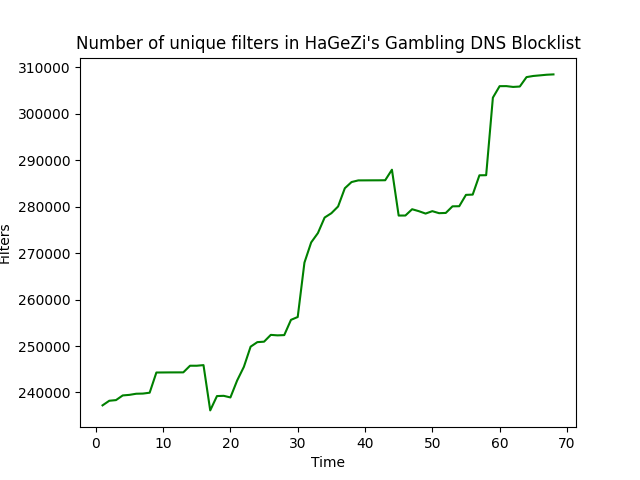 Number of unique filters in HaGeZi's Gambling DNS Blocklist
310000
300000
290000
280000
270000
260000
250000
240000
Filters
0 10 20 30 40 50 60 70
Time